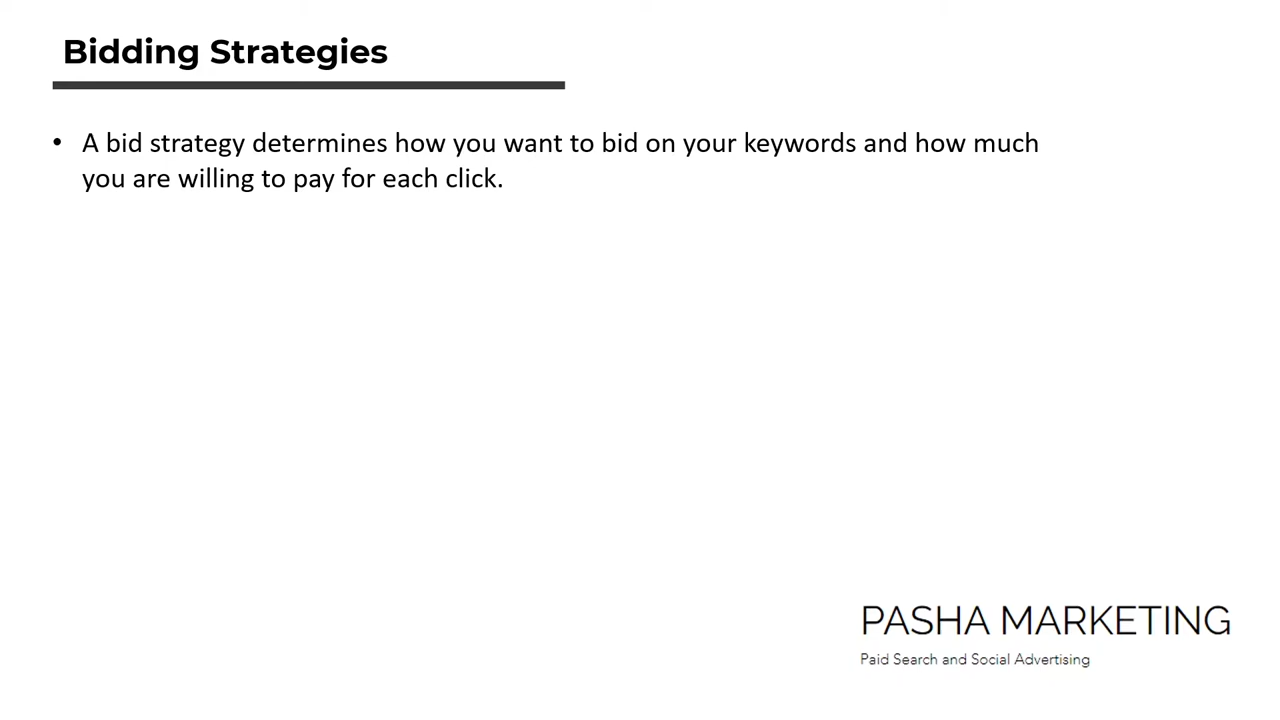 Bidding Strategies
• A bid strategy determines how you want to bid on your keywords and how much
you are willing to pay for each click.
PASHA MARKETING
Paid Search and Social Advertising